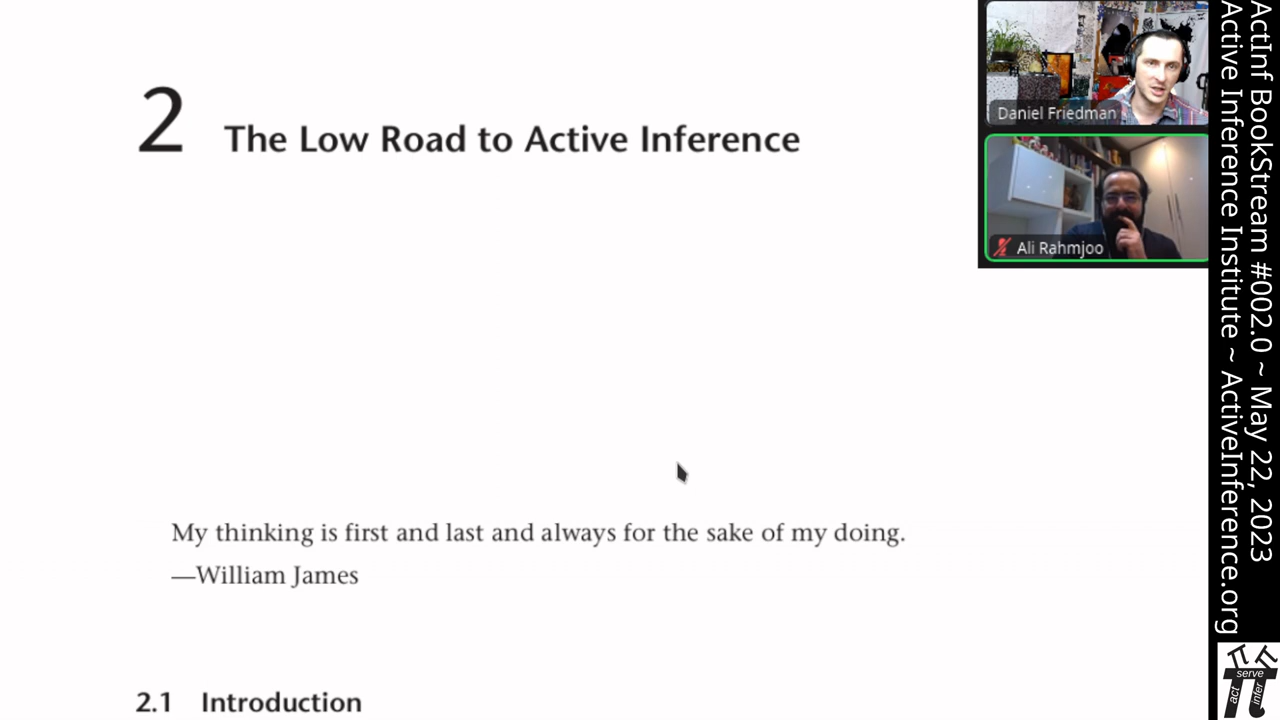 2 The Low Road to Active Inference
My thinking is first and last and always for the sake of my doing.
—William James
2.1 Introduction
Daniel Friedman
Ali Rahmjoo
ActInf BookStream #002.0 ~ May 22, 2023
Active Inference Institute ~ ActiveInference.org
serve
act
infer